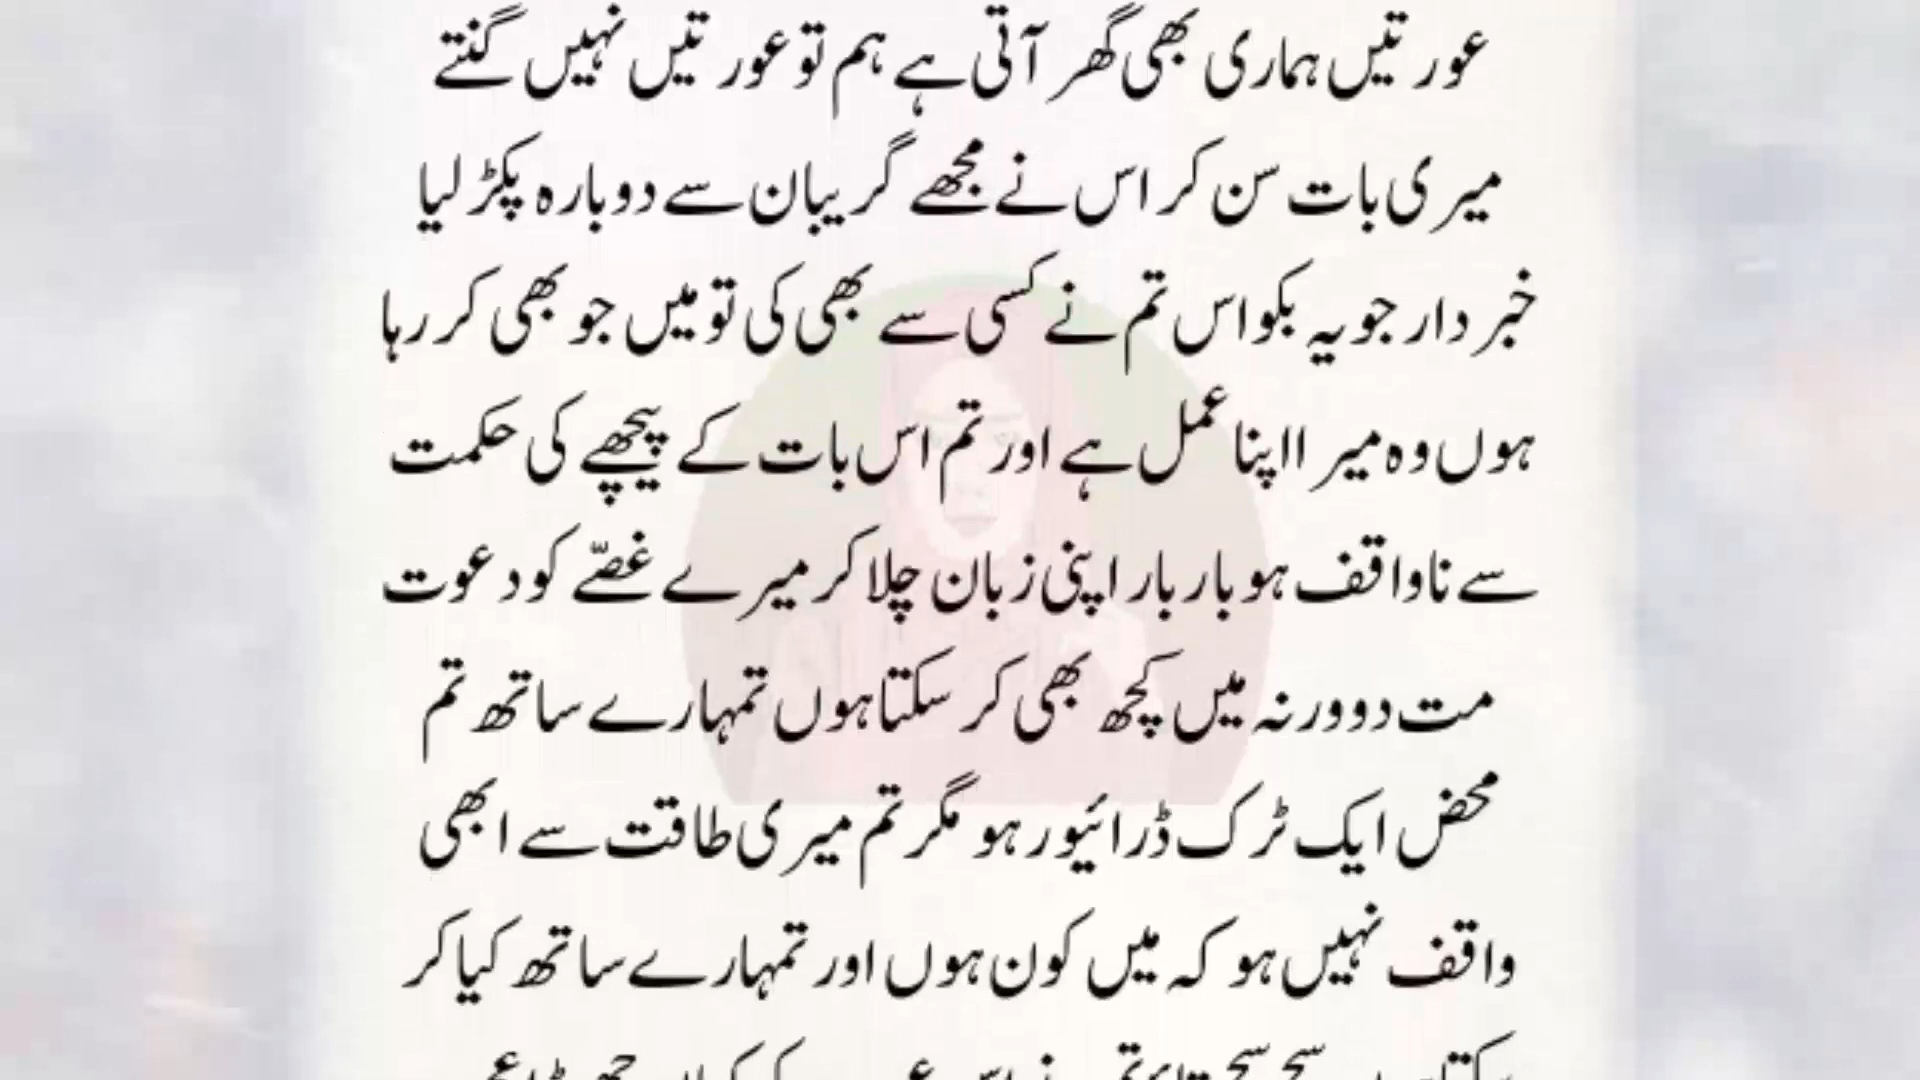 عورتیں ہماری بھی گھر آتی ہے ہم تو عورتیں نہیں گنتے
میری بات سن کر اس نے مجھے گریبان سے دوبارہ پکڑ لیا
خبر دار جو یہ بکواس تم نے کسی سے بھی کی تو میں جو بھی کر رہا
ہوں وہ میرا اپنا عمل ہے اور تم اس بات کے پیچھے کی حکمت
سے ناواقف ہو بار بار اپنی زبان چلا کر میرے غصّے کو دعوت
مت دو ورنہ میں کچھ بھی کر سکتا ہوں تمہارے ساتھ تم
محض ایک ٹرک ڈرائیور ہو مگر تم میری طاقت سے ابھی
واقف نہیں ہو کہ میں کون ہوں اور تمہارے ساتھ کیا کر